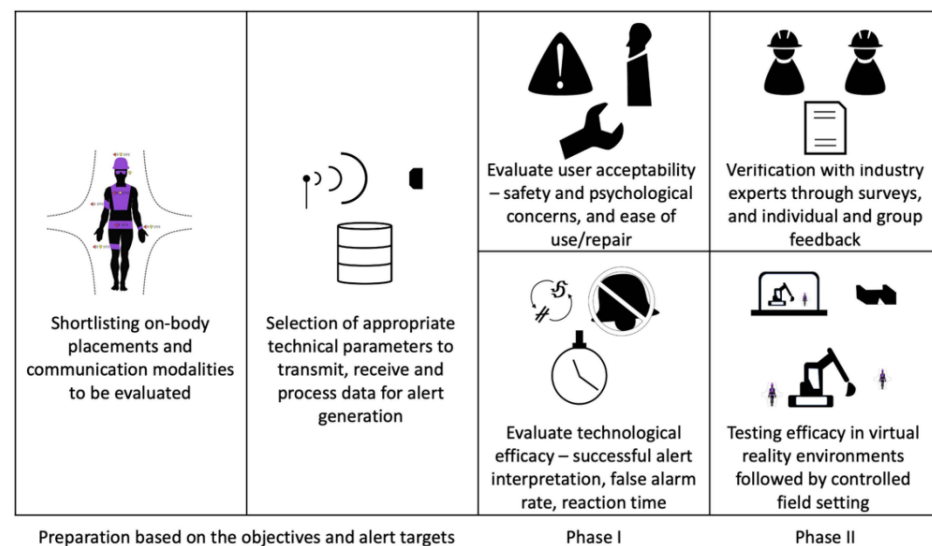 Shortlisting on-body
placements and
communication modalities
to be evaluated
Selection of appropriate
technical parameters to
transmit, receive and
process data for alert
generation
Evaluate user acceptability
– safety and psychological
concerns, and ease of
use/repair
Verification with industry
experts through surveys,
and individual and group
feedback
Evaluate technological
efficacy – successful alert
interpretation, false alarm
rate, reaction time
Testing efficacy in virtual
reality environments
followed by controlled
field setting
Preparation based on the objectives and alert targets
Phase I
Phase II